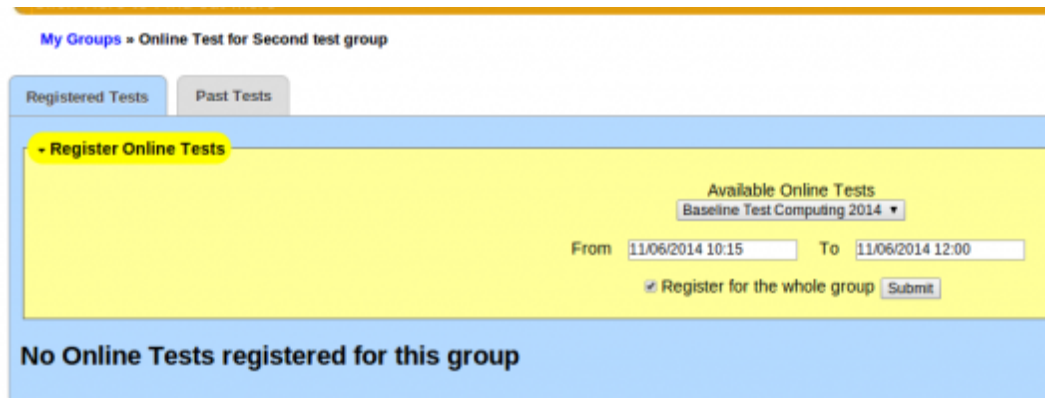 My Groups » Online Test for Second test group
Registered Tests Past Tests
Register Online Tests
Available Online Tests
Baseline Test Computing 2014
From 11/06/2014 10:15 To 11/06/2014 12:00
Register for the whole group Submit
No Online Tests registered for this group